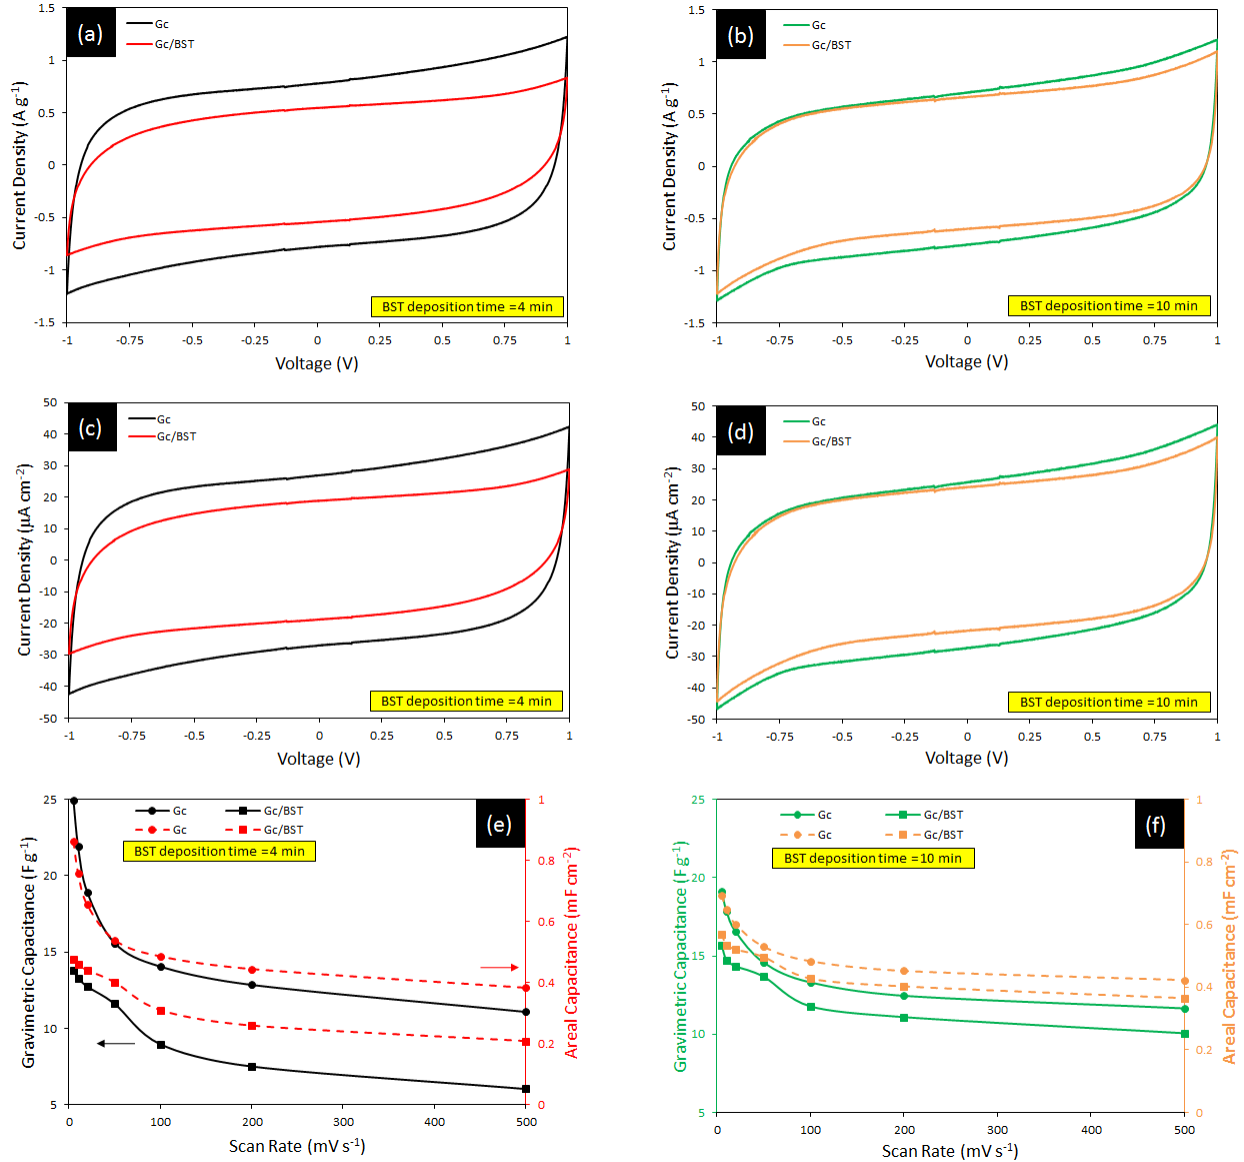 (a)
Gc
Gc/BST
1.5
1
0.5
0
-0.5
-1
-1.5
Current Density (A g-1)
BST deposition time =4 min
-1 -0.75 -0.5 -0.25 0 0.25 0.5 0.75 1
Voltage (V)
(b)
Gc
Gc/BST
1.5
1
0.5
0
-0.5
-1
-1.5
Current Density (A g-1)
BST deposition time =10 min
-1 -0.75 -0.5 -0.25 0 0.25 0.5 0.75 1
Voltage (V)
(c)
Gc
Gc/BST
50
40
30
20
10
0
-10
-20
-30
-40
-50
Current Density (µA cm-2)
BST deposition time =4 min
-1 -0.75 -0.5 -0.25 0 0.25 0.5 0.75 1
Voltage (V)
(d)
Gc
Gc/BST
50
40
30
20
10
0
-10
-20
-30
-40
-50
Current Density (µA cm-2)
BST deposition time =10 min
-1 -0.75 -0.5 -0.25 0 0.25 0.5 0.75 1
Voltage (V)
(e)
Gc Gc/BST
Gc Gc/BST
BST deposition time =4 min
25
20
15
10
5
Gravimetric Capacitance (F g-1)
1
0.8
0.6
0.4
0.2
0
Areal Capacitance (mF cm-2)
0 100 200 300 400 500
Scan Rate (mV s-1)
(f)
Gc Gc/BST
Gc Gc/BST
BST deposition time =10 min
25
20
15
10
5
Gravimetric Capacitance (F g-1)
1
0.8
0.6
0.4
0.2
0
Areal Capacitance (mF cm-2)
0 100 200 300 400 500
Scan Rate (mV s-1)